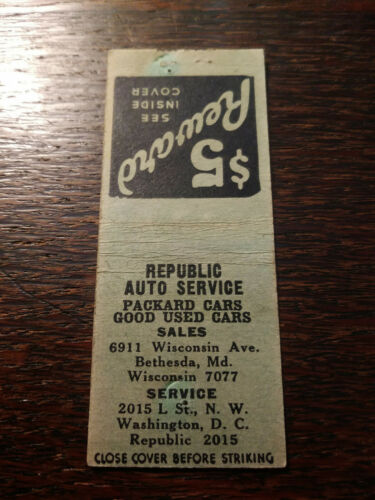 $5
Reward
SEE
INSIDE
COVER
REPUBLIC
AUTO SERVICE
PACKARD CARS
GOOD USED CARS
SALES
6911 Wisconsin Ave.
Bethesda, Md.
Wisconsin 7077
SERVICE
2015 L St., N. W.
Washington, D. C.
Republic 2015
CLOSE COVER BEFORE STRIKING